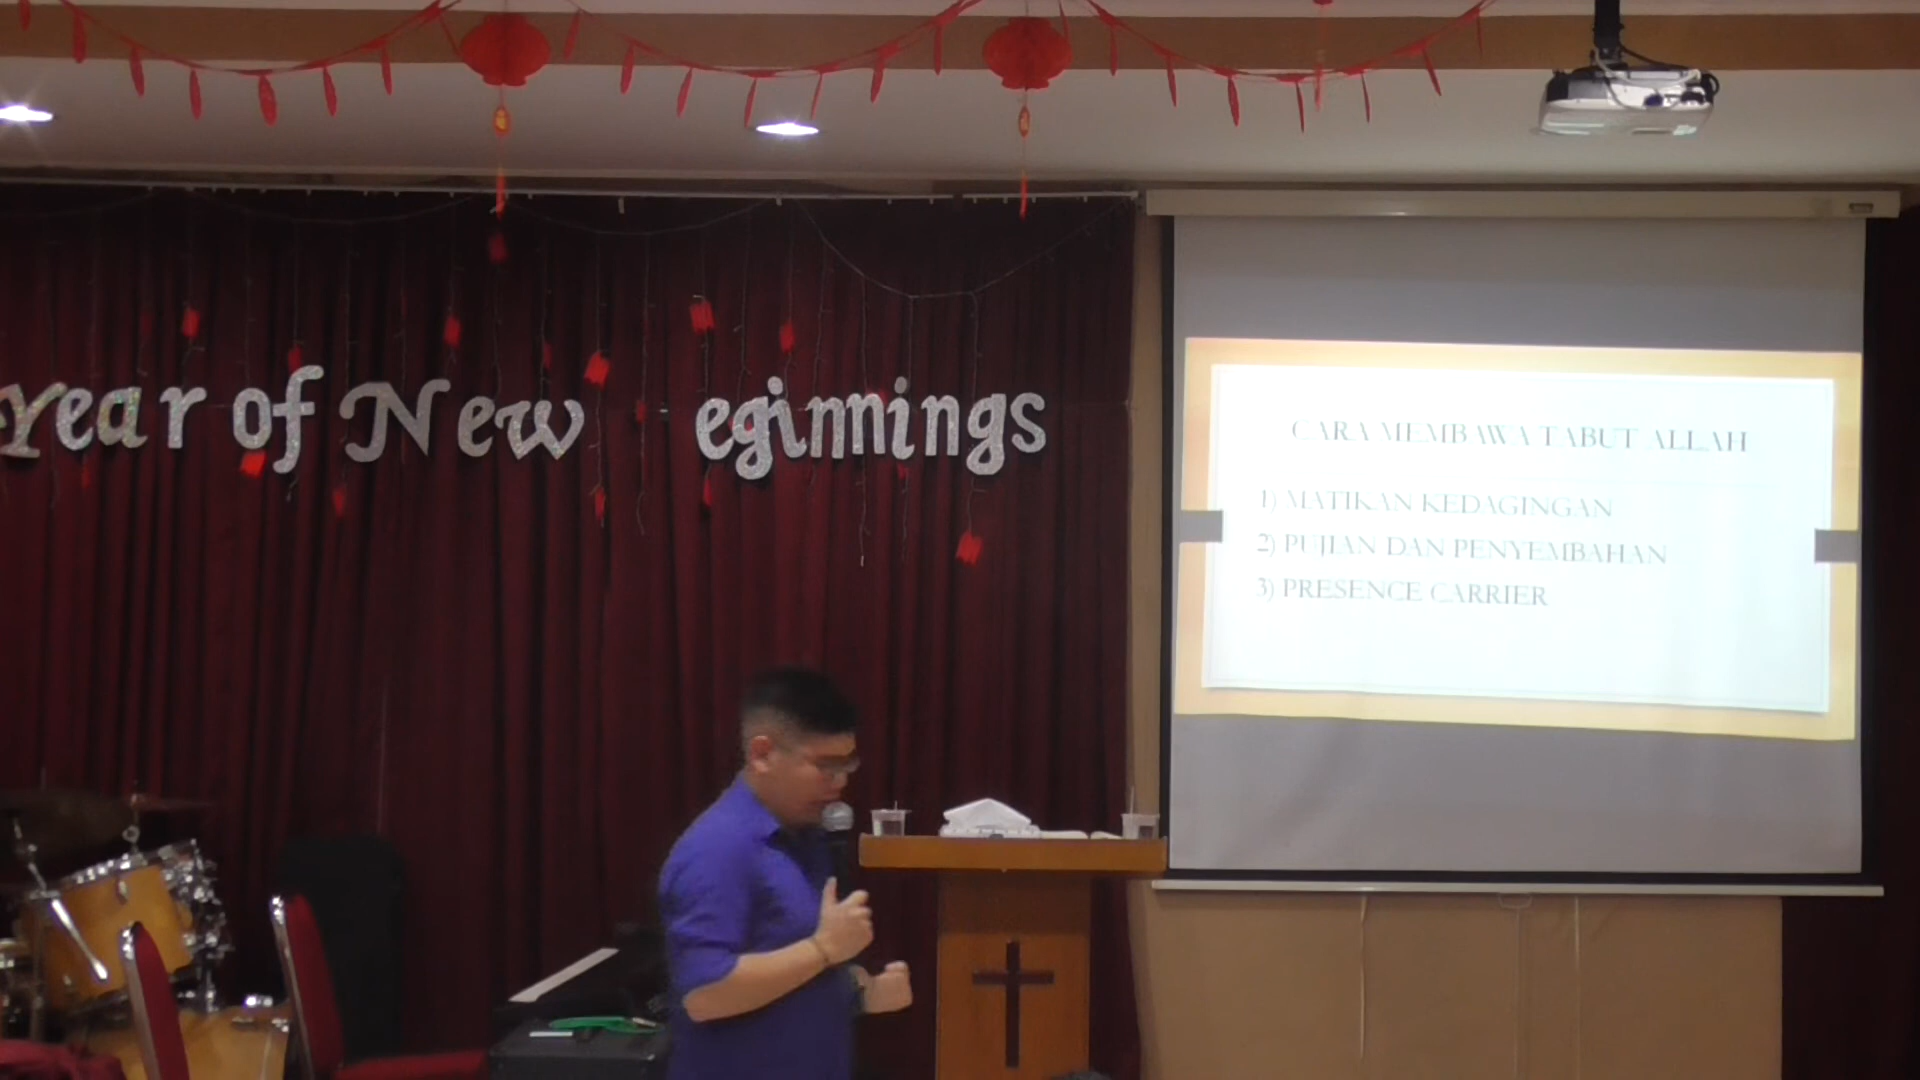 Year of New eginnings
CARA MEMBAWA TABUT ALLAH
1) MATIKAN KEDAGINGAN
2) PUJIAN DAN PENYEMBAHAN
3) PRESENCE CARRIER